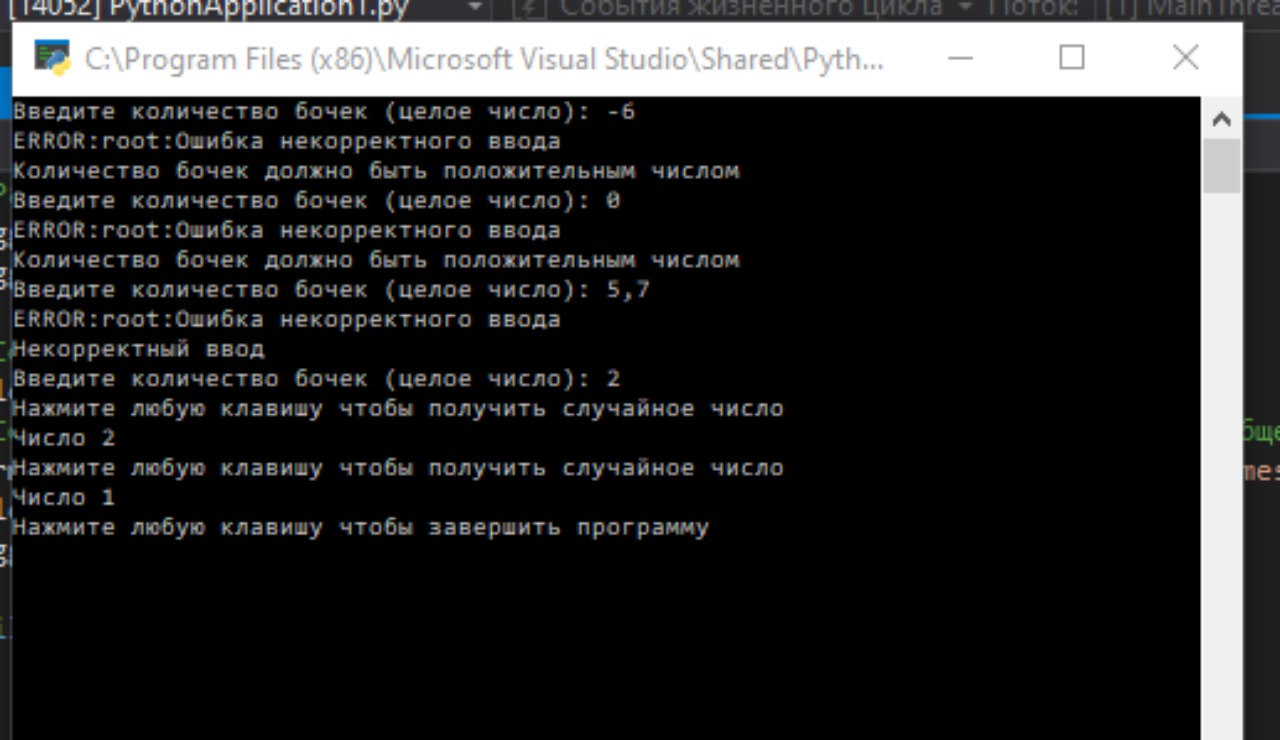 [14052] PythonApplication1.py События жизненного цикла Поток: [1] MainThrea
C:\Program Files (x86)\Microsoft Visual Studio\Shared\Pyth...
Введите количество бочек (целое число): -6
ERROR:root:Ошибка некорректного ввода
Количество бочек должно быть положительным числом
Введите количество бочек (целое число): 0
ERROR:root:Ошибка некорректного ввода
Количество бочек должно быть положительным числом
Введите количество бочек (целое число): 5,7
ERROR:root:Ошибка некорректного ввода
Некорректный ввод
Введите количество бочек (целое число): 2
Нажмите любую клавишу чтобы получить случайное число
Число 2
Нажмите любую клавишу чтобы получить случайное число
Число 1
Нажмите любую клавишу чтобы завершить программу